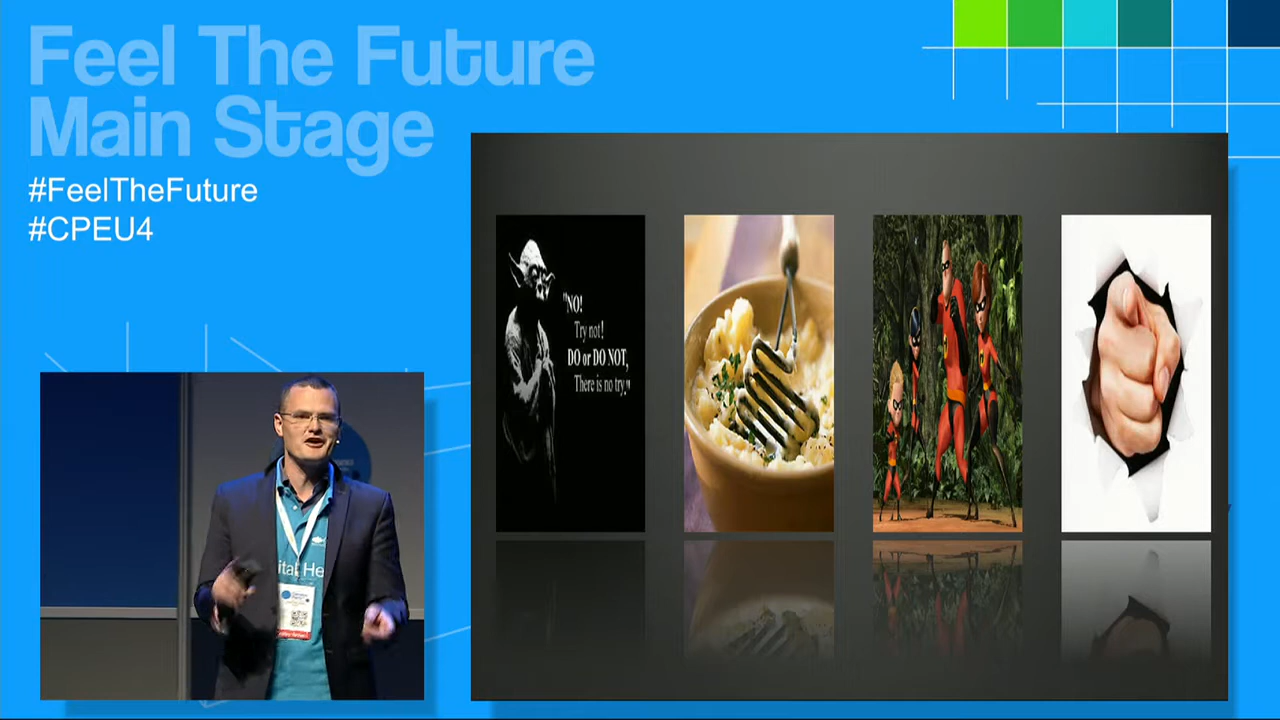 Feel The Future
Main Stage
#FeelTheFuture
#CPEU4
"NO!
Try not!
DO or DO NOT,
There is no try."